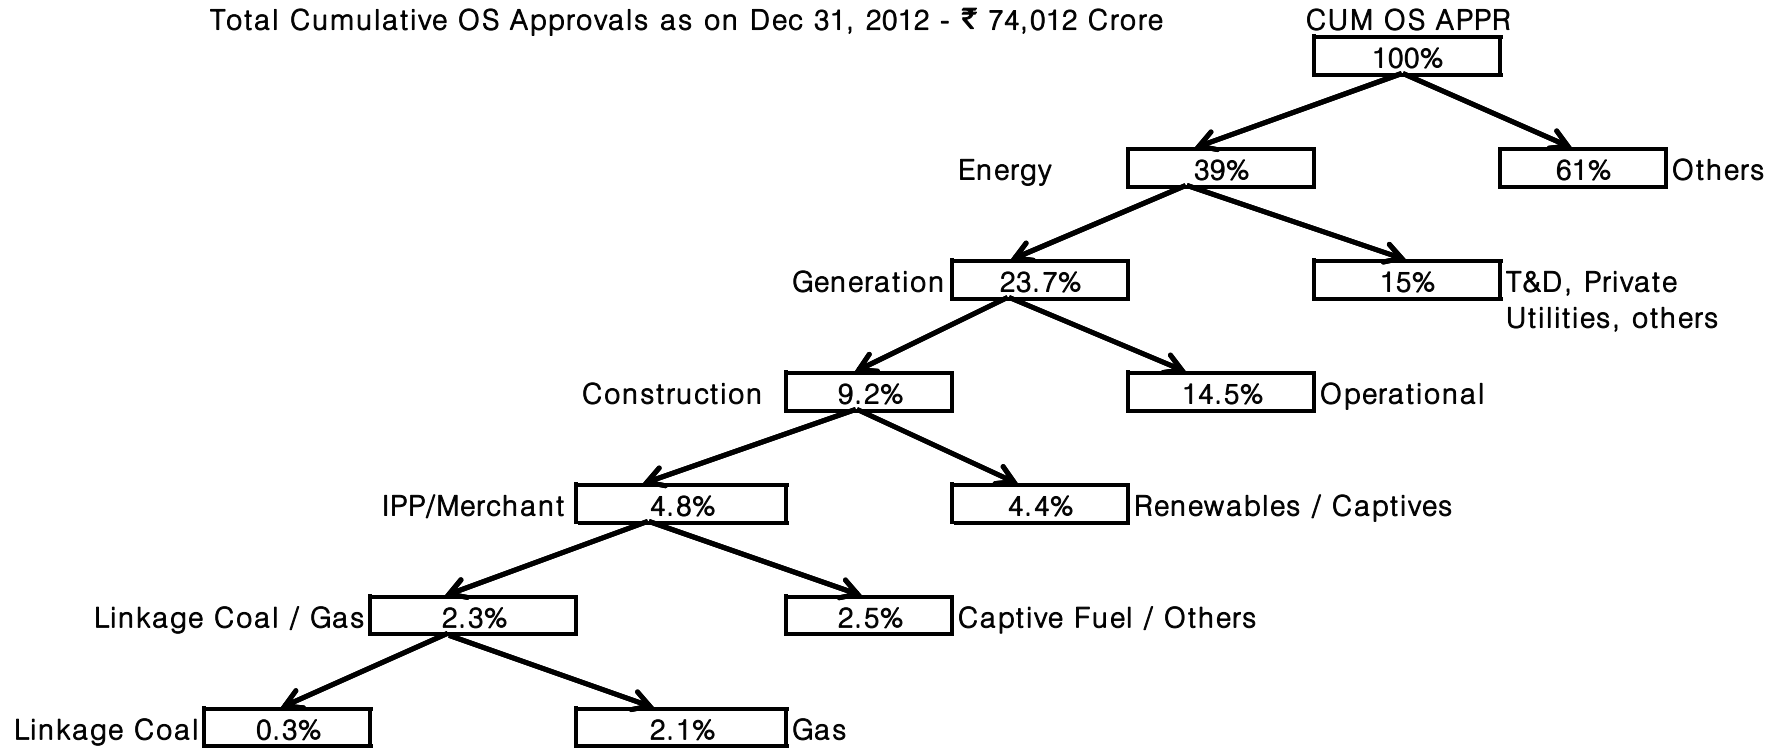 Total Cumulative OS Approvals as on Dec 31, 2012 - ₹ 74,012 Crore
CUM OS APPR
100%
Energy
39%
61%
Others
Generation
23.7%
15%
T&D, Private
Utilities, others
Construction
9.2%
14.5%
Operational
IPP/Merchant
4.8%
4.4%
Renewables / Captives
Linkage Coal / Gas
2.3%
2.5%
Captive Fuel / Others
Linkage Coal
0.3%
2.1%
Gas